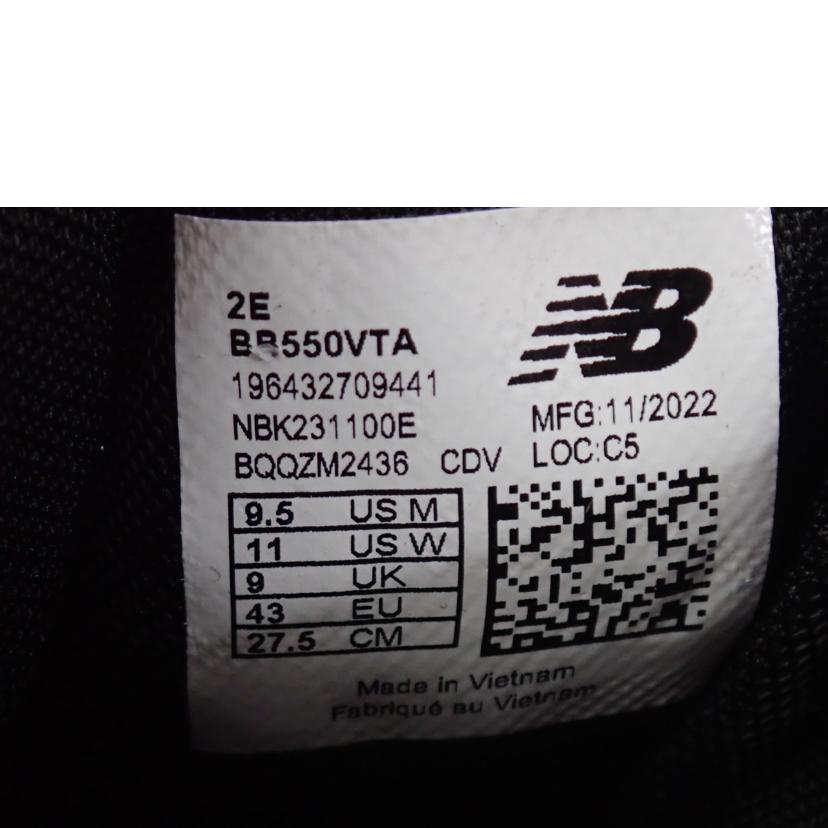 2E
BB550VTA
196432709441
NBK231100E
BQQZM2436 CDV
NB
MFG:11/2022
LOC:C5
9.5 US M
11 US W
9 UK
43 EU
27.5 CM
Made in Vietnam
Fabriqué au Vietnam